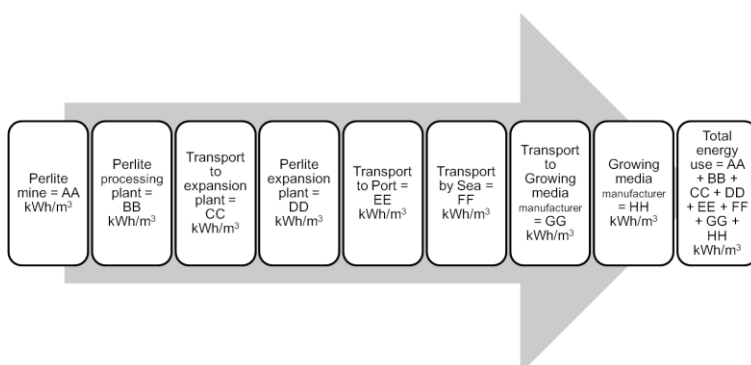 Perlite
mine = AA
kWh/m³
Perlite
processing
plant =
BB
kWh/m³
Transport
to
expansion
plant =
CC
kWh/m³
Perlite
expansion
plant =
DD
kWh/m³
Transport
to Port =
EE
kWh/m³
Transport
by Sea =
FF
kWh/m³
Transport
to
Growing
media
manufacturer
= GG
kWh/m³
Growing
media
manufacturer
= HH
kWh/m³
Total
energy
use = AA
+ BB +
CC + DD
+ EE + FF
+ GG +
HH
kWh/m³